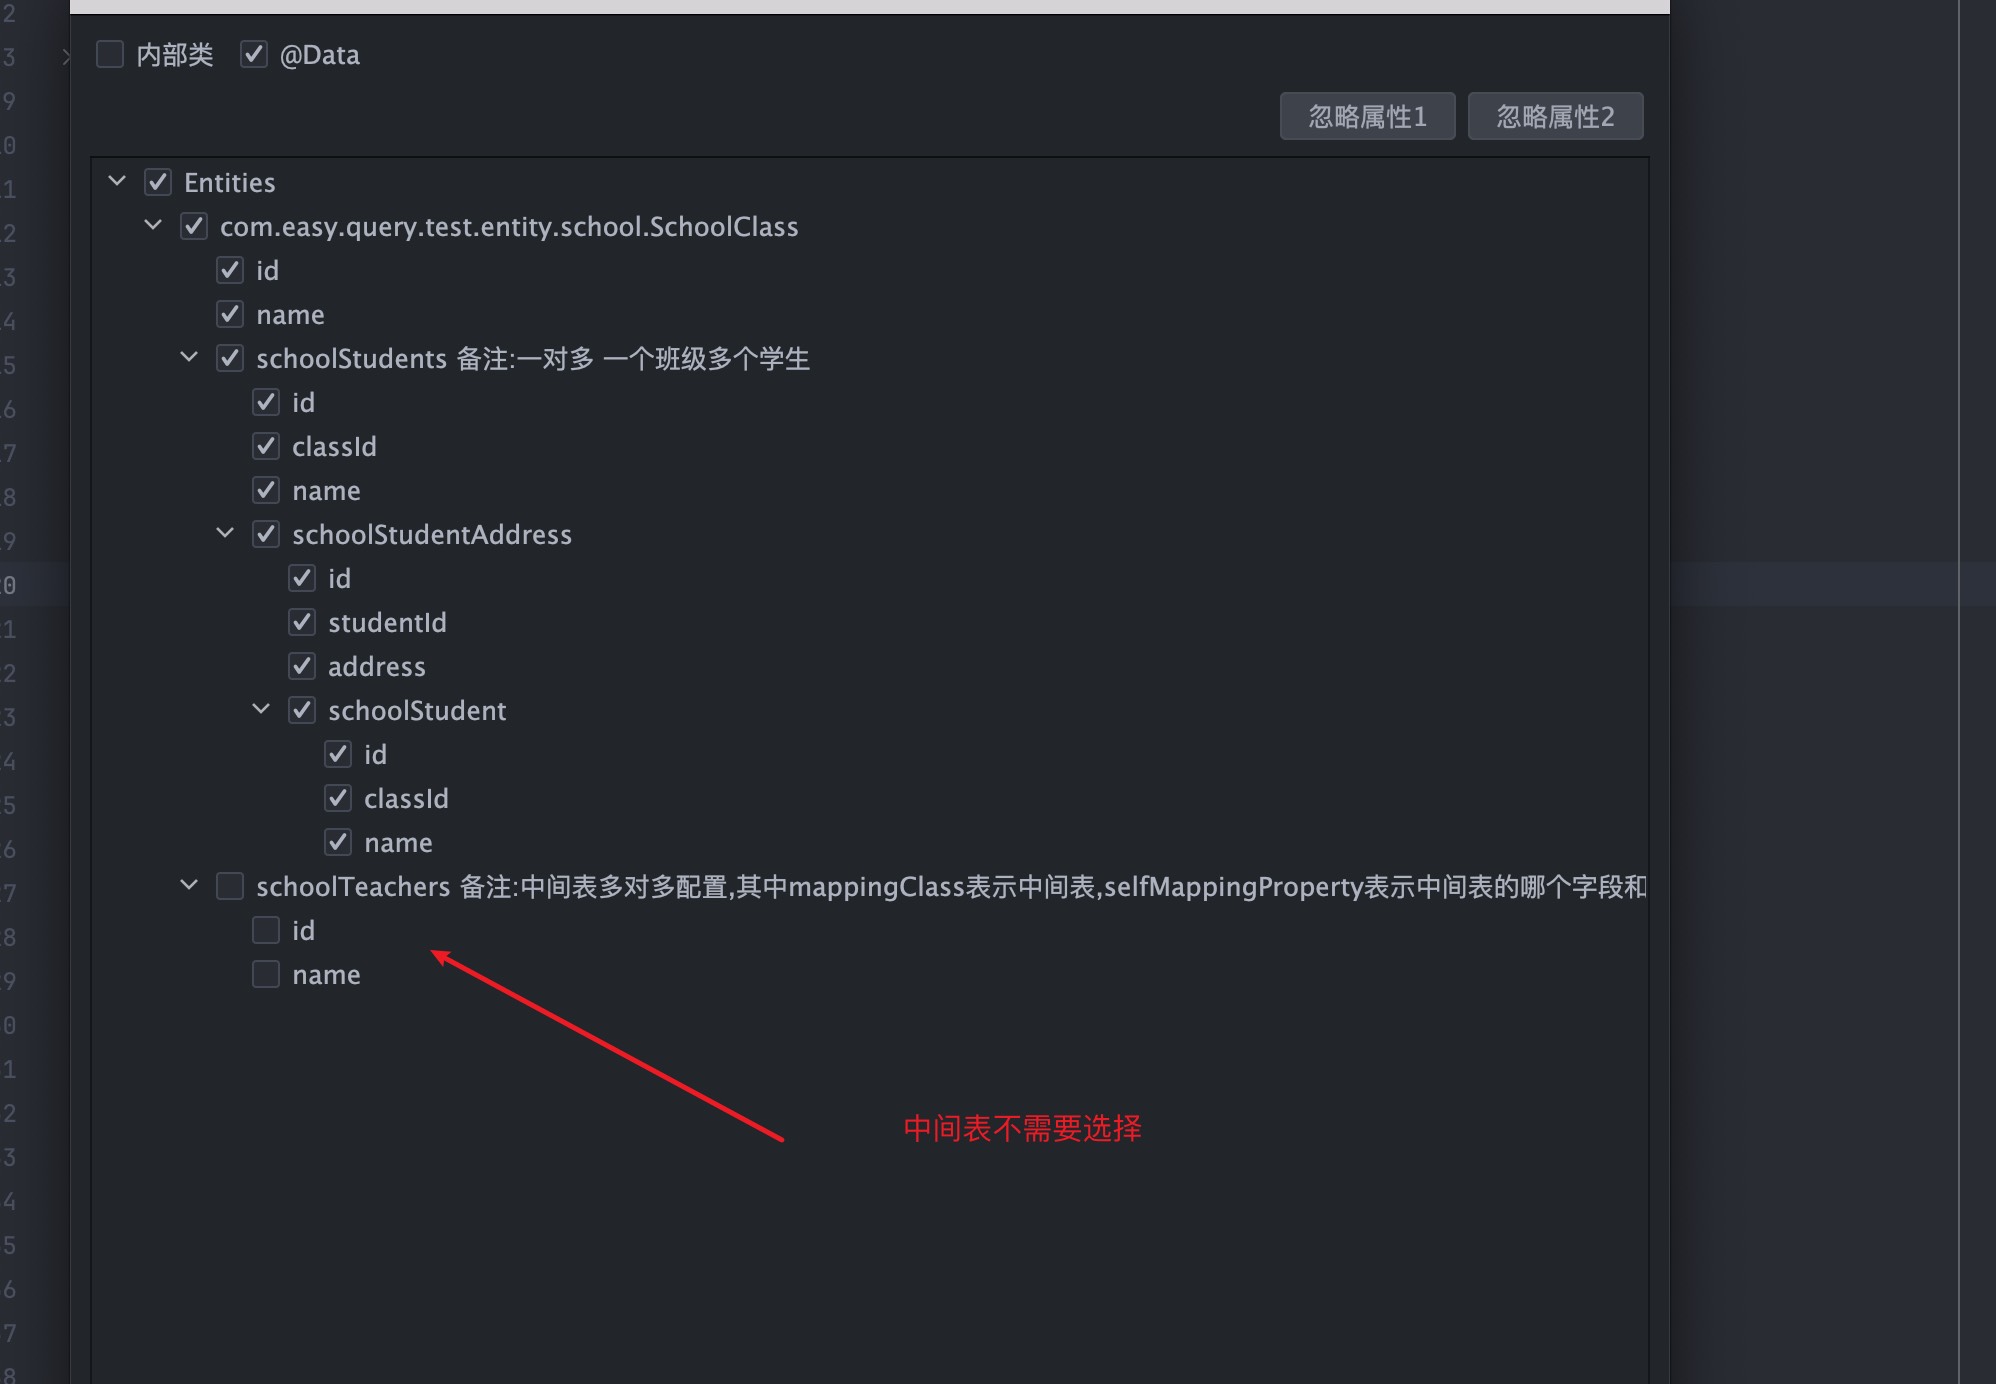 内部类 @Data
忽略属性1 忽略属性2
Entities
com.easy.query.test.entity.school.SchoolClass
id
name
schoolStudents 备注:一对多 一个班级多个学生
id
classId
name
schoolStudentAddress
id
studentId
address
schoolStudent
id
classId
name
schoolTeachers 备注:中间表多对多配置,其中mappingClass表示中间表,selfMappingProperty表示中间表的哪个字段和
id
name
中间表不需要选择